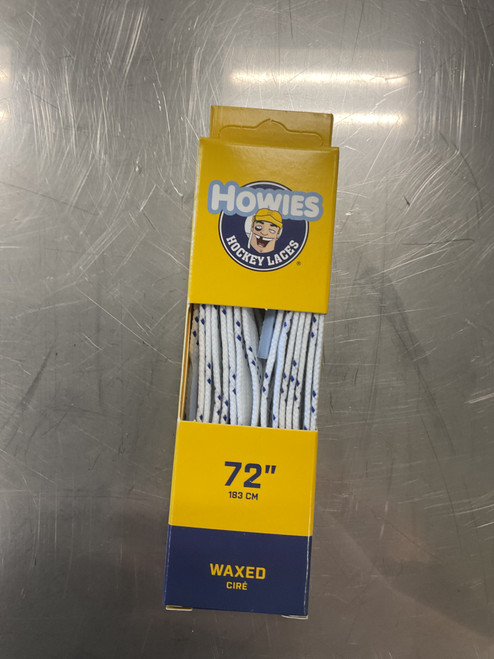 HOWIES
HOCKEY LACES
®
72"
183 CM
WAXED
CIRÉ